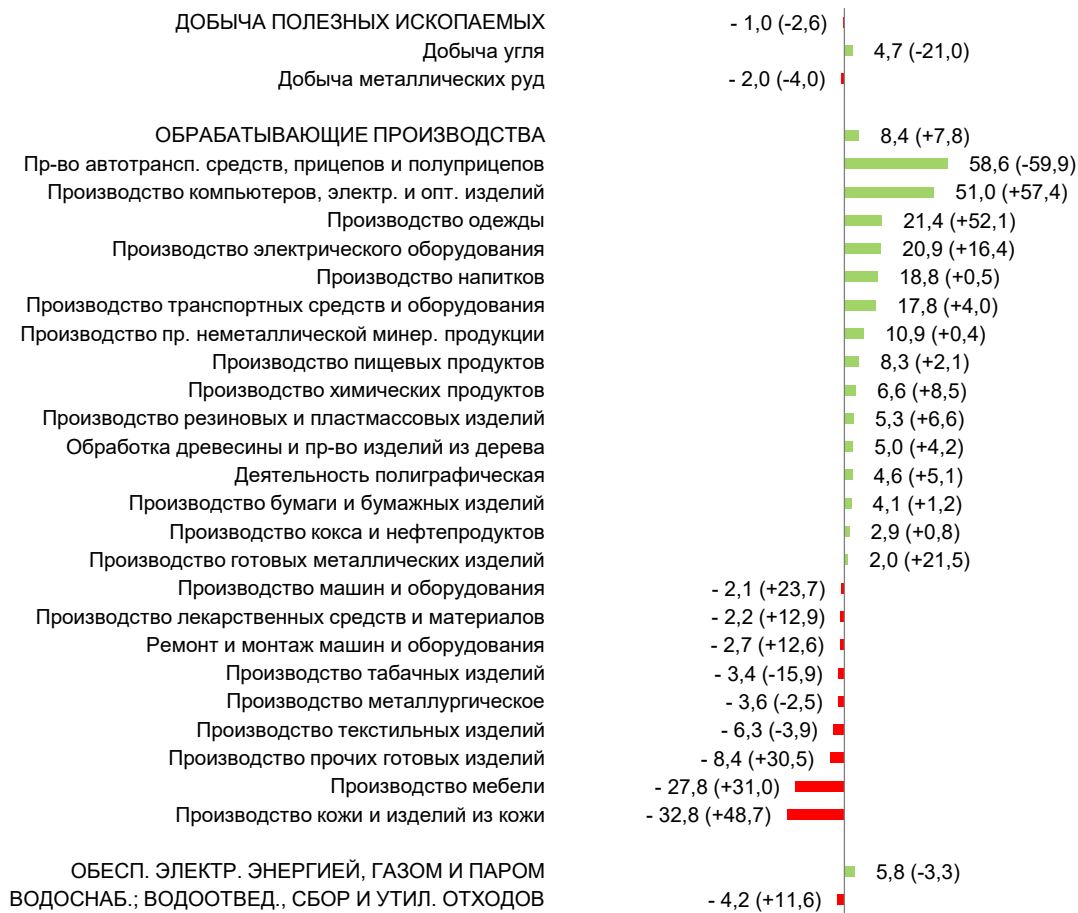 ДОБЫЧА ПОЛЕЗНЫХ ИСКОПАЕМЫХ - 1,0 (-2,6)
Добыча угля 4,7 (-21,0)
Добыча металлических руд - 2,0 (-4,0)
ОБРАБАТЫВАЮЩИЕ ПРОИЗВОДСТВА 8,4 (+7,8)
Пр-во автотрансп. средств, прицепов и полуприцепов 58,6 (-59,9)
Производство компьютеров, электр. и опт. изделий 51,0 (+57,4)
Производство одежды 21,4 (+52,1)
Производство электрического оборудования 20,9 (+16,4)
Производство напитков 18,8 (+0,5)
Производство транспортных средств и оборудования 17,8 (+4,0)
Производство пр. неметаллической минер. продукции 10,9 (+0,4)
Производство пищевых продуктов 8,3 (+2,1)
Производство химических продуктов 6,6 (+8,5)
Производство резиновых и пластмассовых изделий 5,3 (+6,6)
Обработка древесины и пр-во изделий из дерева 5,0 (+4,2)
Деятельность полиграфическая 4,6 (+5,1)
Производство бумаги и бумажных изделий 4,1 (+1,2)
Производство кокса и нефтепродуктов 2,9 (+0,8)
Производство готовых металлических изделий 2,0 (+21,5)
Производство машин и оборудования - 2,1 (+23,7)
Производство лекарственных средств и материалов - 2,2 (+12,9)
Ремонт и монтаж машин и оборудования - 2,7 (+12,6)
Производство табачных изделий - 3,4 (-15,9)
Производство металлургическое - 3,6 (-2,5)
Производство текстильных изделий - 6,3 (-3,9)
Производство прочих готовых изделий - 8,4 (+30,5)
Производство мебели - 27,8 (+31,0)
Производство кожи и изделий из кожи - 32,8 (+48,7)
ОБЕСП. ЭЛЕКТР. ЭНЕРГИЕЙ, ГАЗОМ И ПАРОМ 5,8 (-3,3)
ВОДОСНАБ.; ВОДООТВЕД., СБОР И УТИЛ. ОТХОДОВ - 4,2 (+11,6)